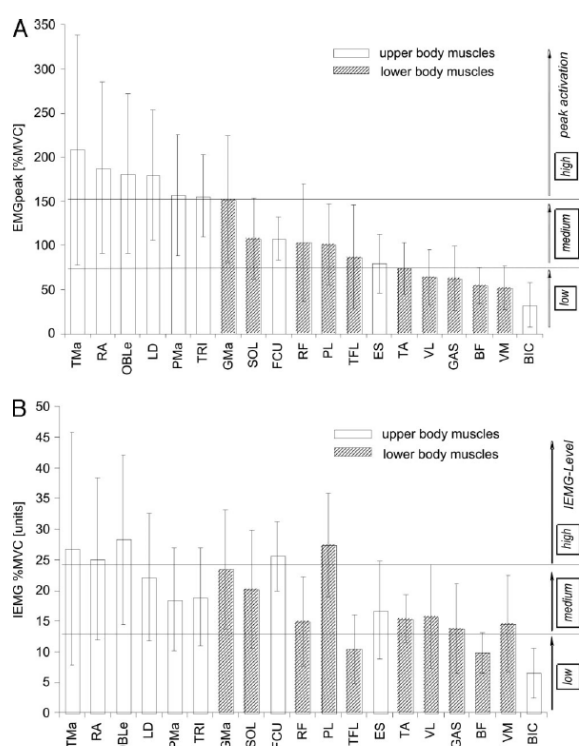 A
350
300
250
200
150
100
50
0
EMGpeak [%MVC]
upper body muscles
lower body muscles
peak activation
high
medium
low
TMa RA OBLe LD PMa TRI GMa SOL FCU RF PL TFL ES TA VL GAS BF VM BIC
B
50
45
40
35
30
25
20
15
10
5
0
IEMG %MVC [units]
upper body muscles
lower body muscles
IEMG-Level
high
medium
low
TMa RA OBLe LD PMa TRI GMa SOL FCU RF PL TFL ES TA VL GAS BF VM BIC